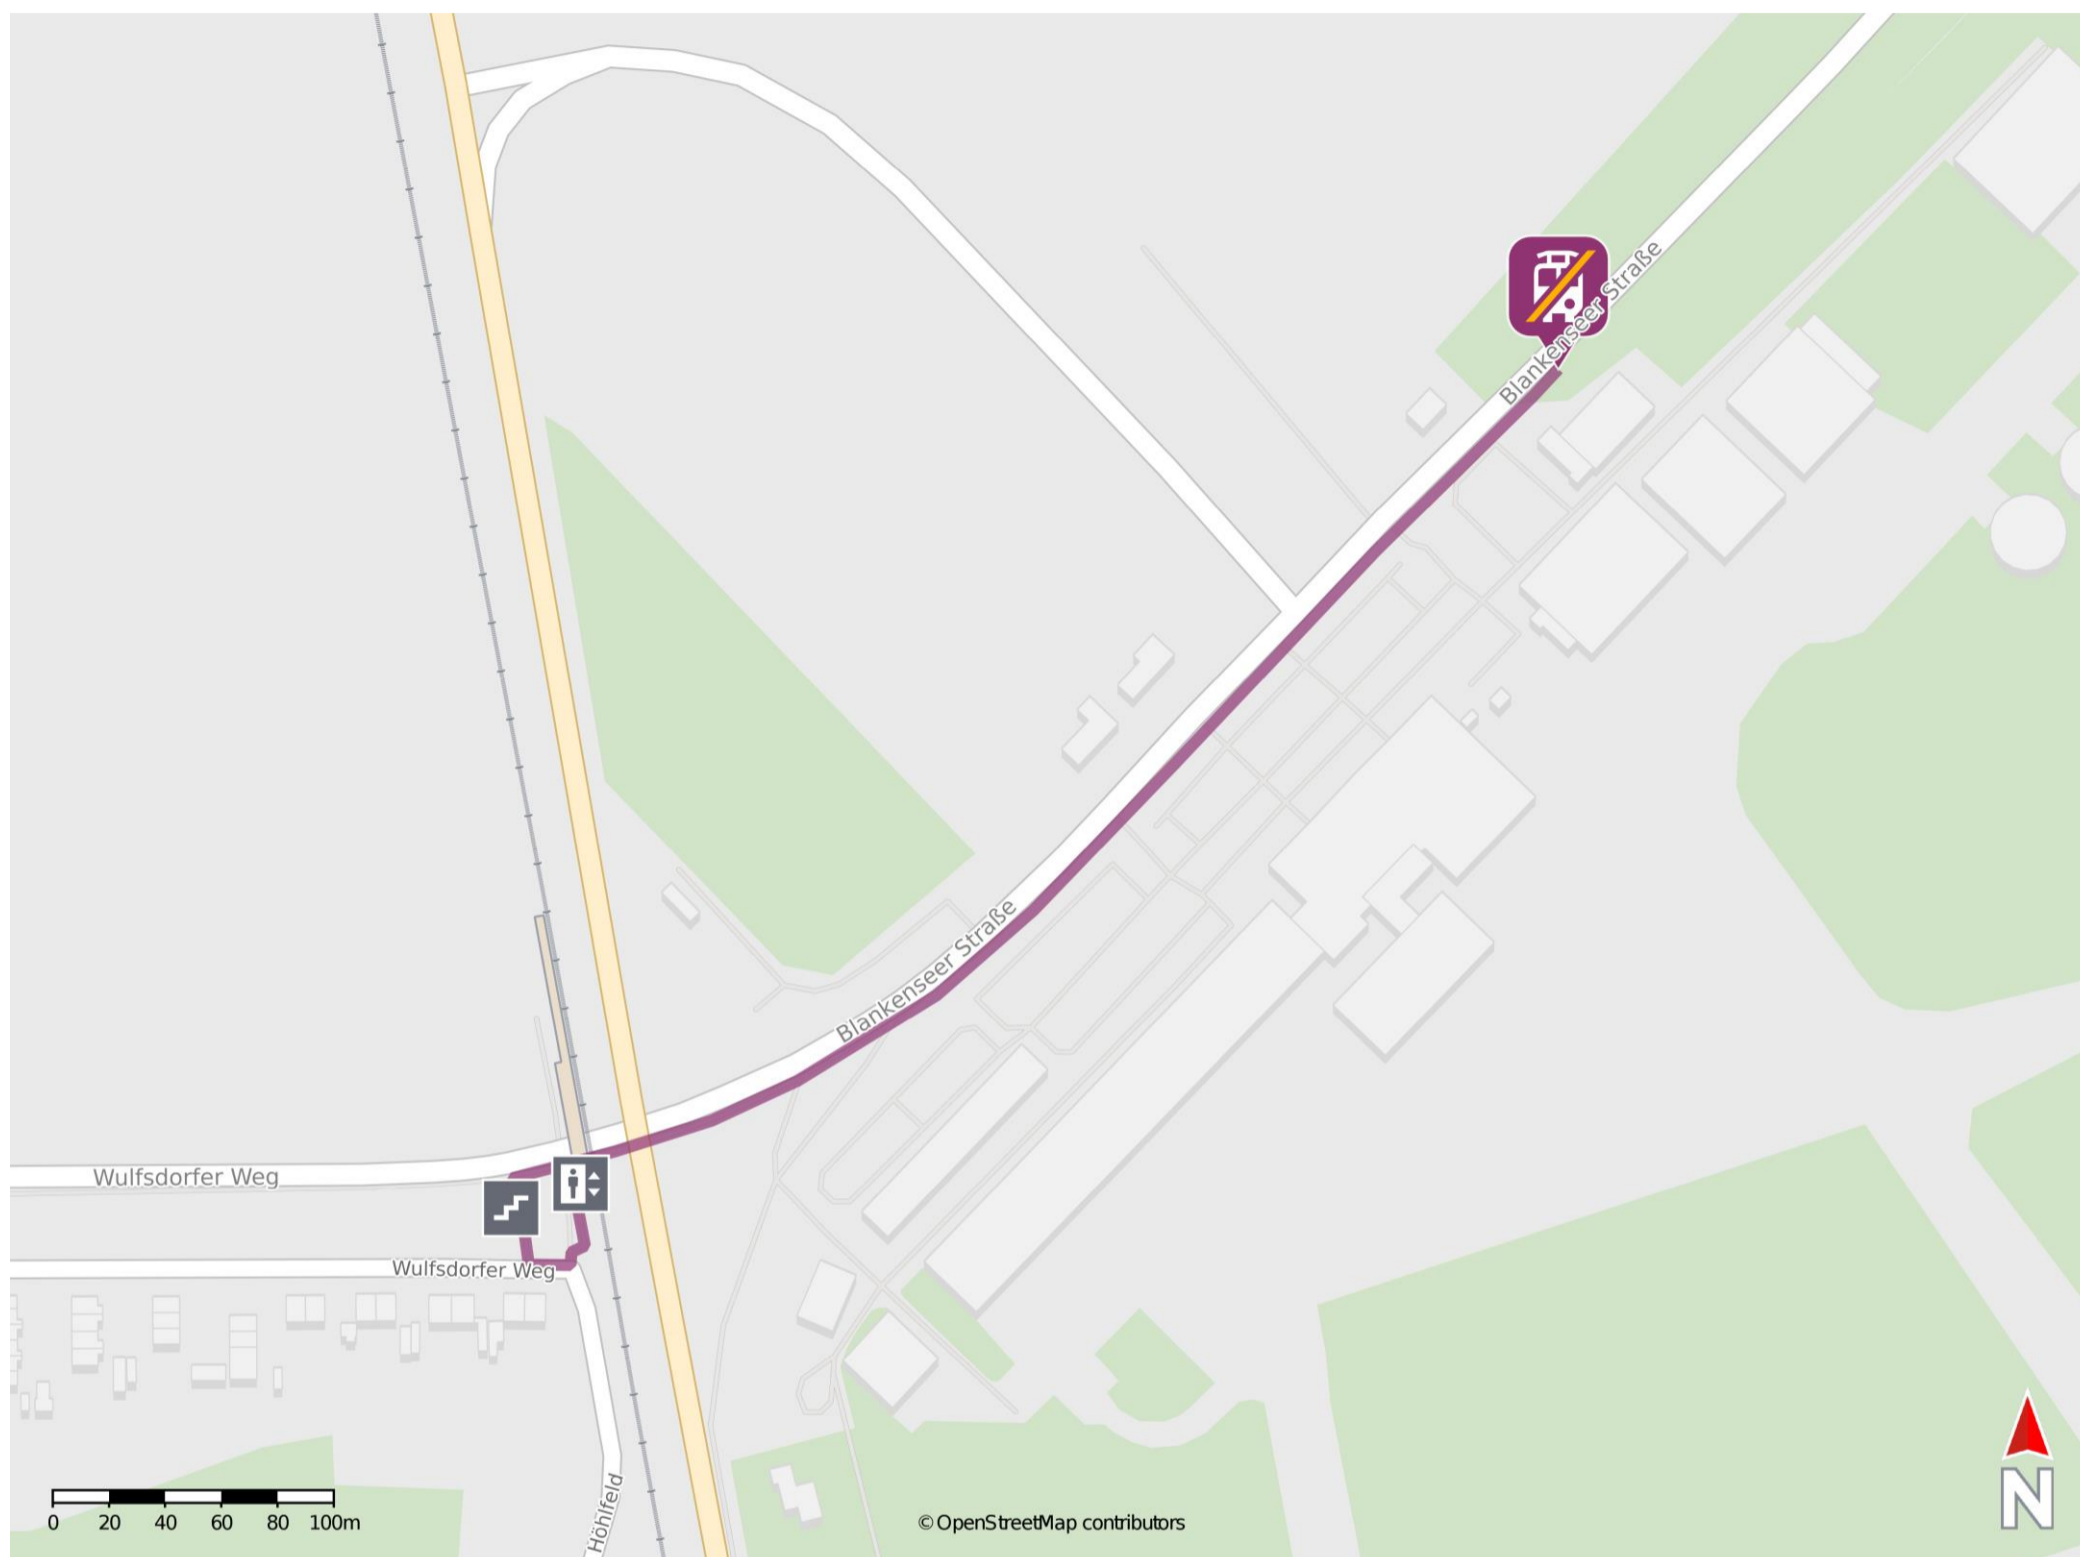 Blankenseer Straße
Blankenseer Straße
Wulfsdorfer Weg
Wulfsdorfer Weg
Höhlfeld
0 20 40 60 80 100m
© OpenStreetMap contributors
N